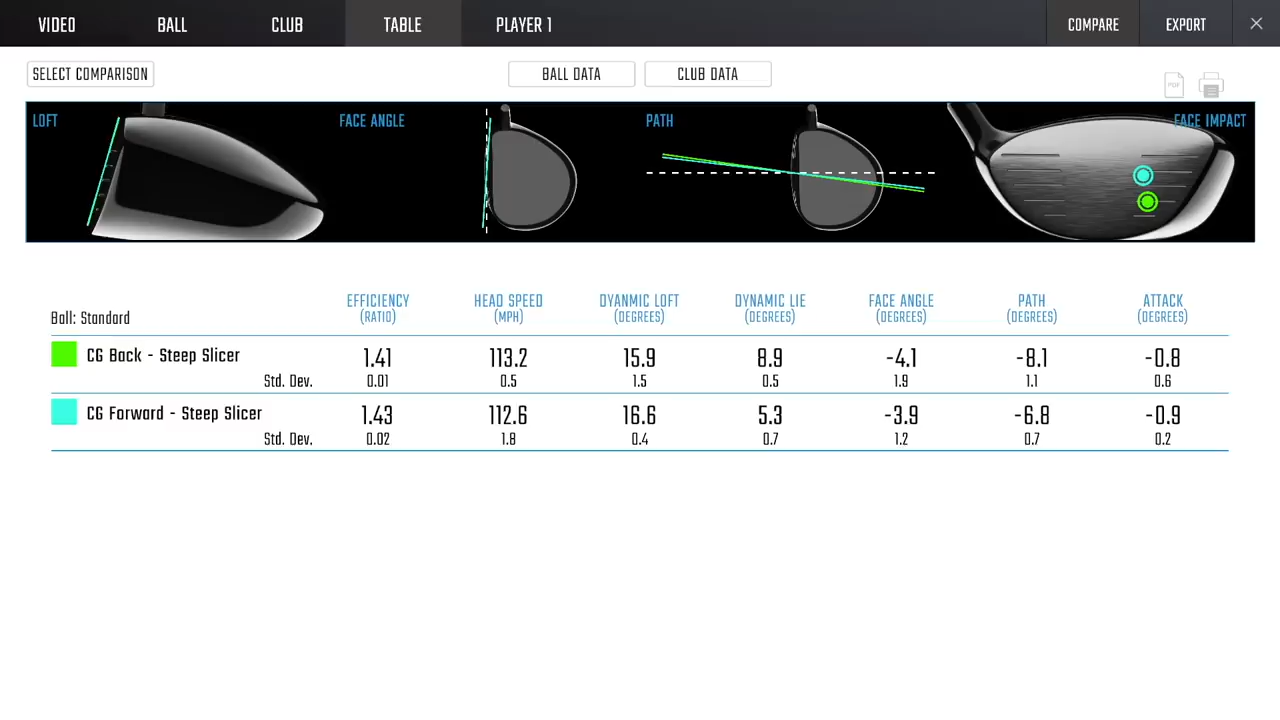 VIDEO BALL CLUB TABLE PLAYER 1 COMPARE EXPORT ×
SELECT COMPARISON BALL DATA CLUB DATA
PDF
LOFT FACE ANGLE PATH FACE IMPACT
EFFICIENCY HEAD SPEED DYANMIC LOFT DYNAMIC LIE FACE ANGLE PATH ATTACK
Ball: Standard (RATIO) (MPH) (DEGREES) (DEGREES) (DEGREES) (DEGREES) (DEGREES)
CG Back - Steep Slicer 1.41 113.2 15.9 8.9 -4.1 -8.1 -0.8
Std. Dev. 0.01 0.5 1.5 0.5 1.9 1.1 0.6
CG Forward - Steep Slicer 1.43 112.6 16.6 5.3 -3.9 -6.8 -0.9
Std. Dev. 0.02 1.8 0.4 0.7 1.2 0.7 0.2